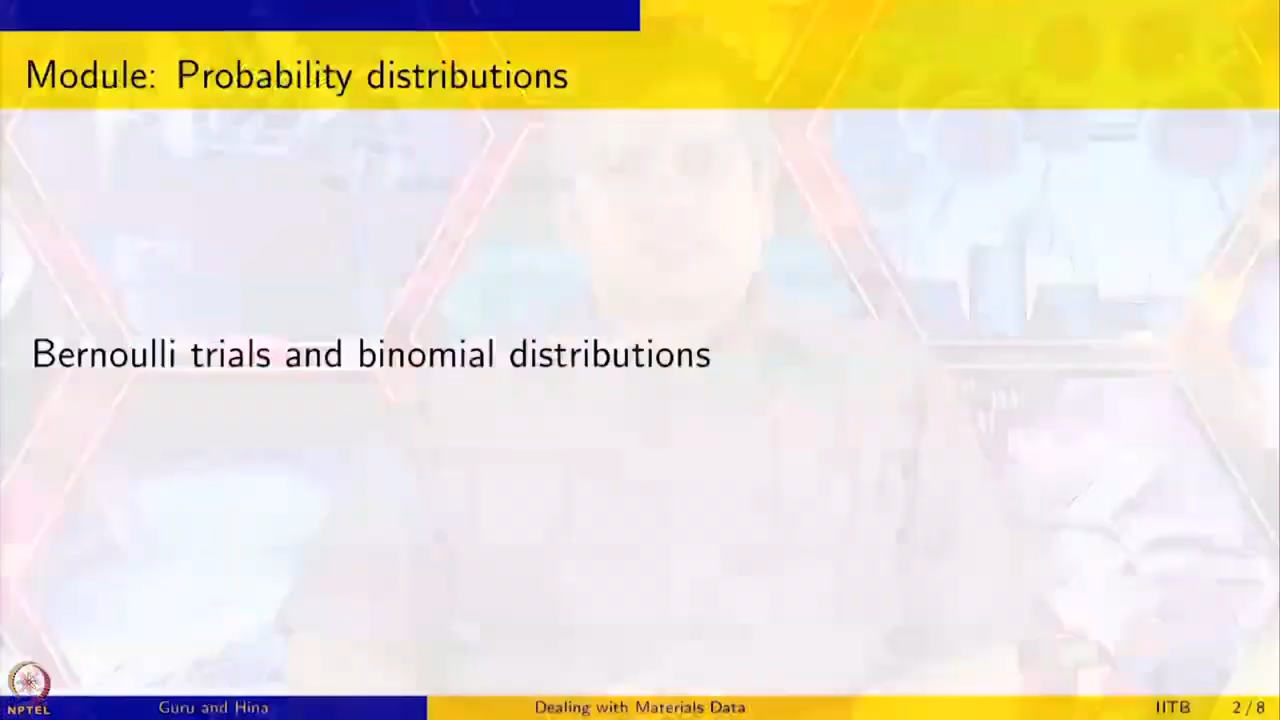 Module: Probability distributions
Bernoulli trials and binomial distributions
NPTEL
Guru and Hina
Dealing with Materials Data
IITB
2 / 8